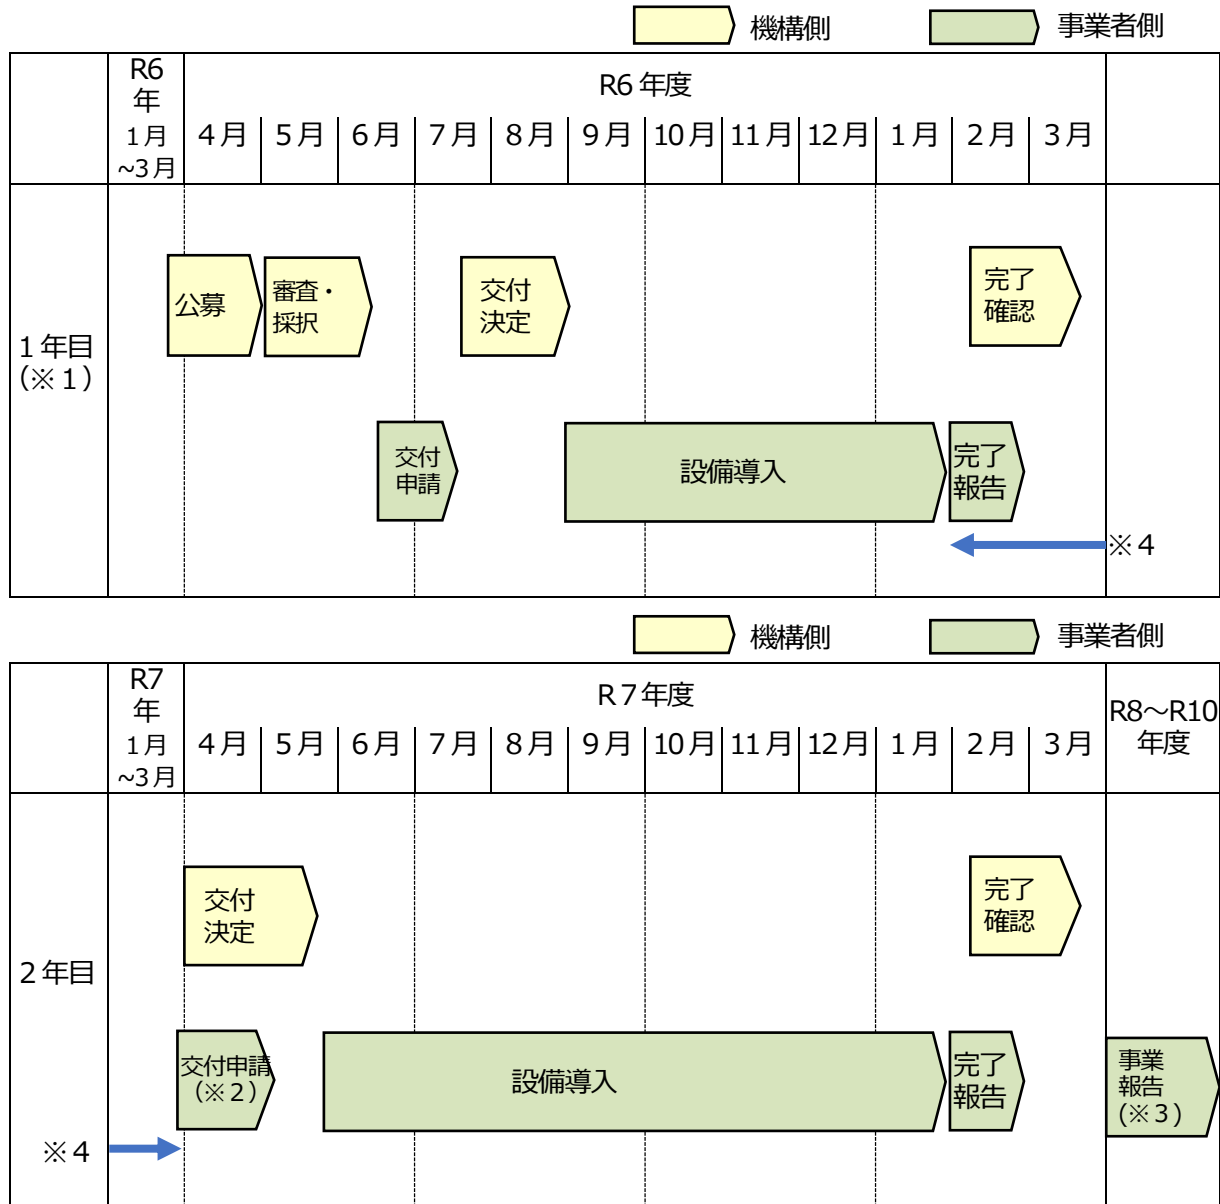 機構側 事業者側
R6
年
1月
~3月
R6年度
4月 5月 6月 7月 8月 9月 10月 11月 12月 1月 2月 3月
1年目
(※1)
公募
審査・
採択
交付
決定
完了
確認
交付
申請
設備導入
完了
報告
※4
機構側 事業者側
R7
年
1月
~3月
R7年度
R8～R10
年度
4月 5月 6月 7月 8月 9月 10月 11月 12月 1月 2月 3月
2年目
交付
決定
完了
確認
交付申請
(※2)
設備導入
完了
報告
事業
報告
(※3)
※4